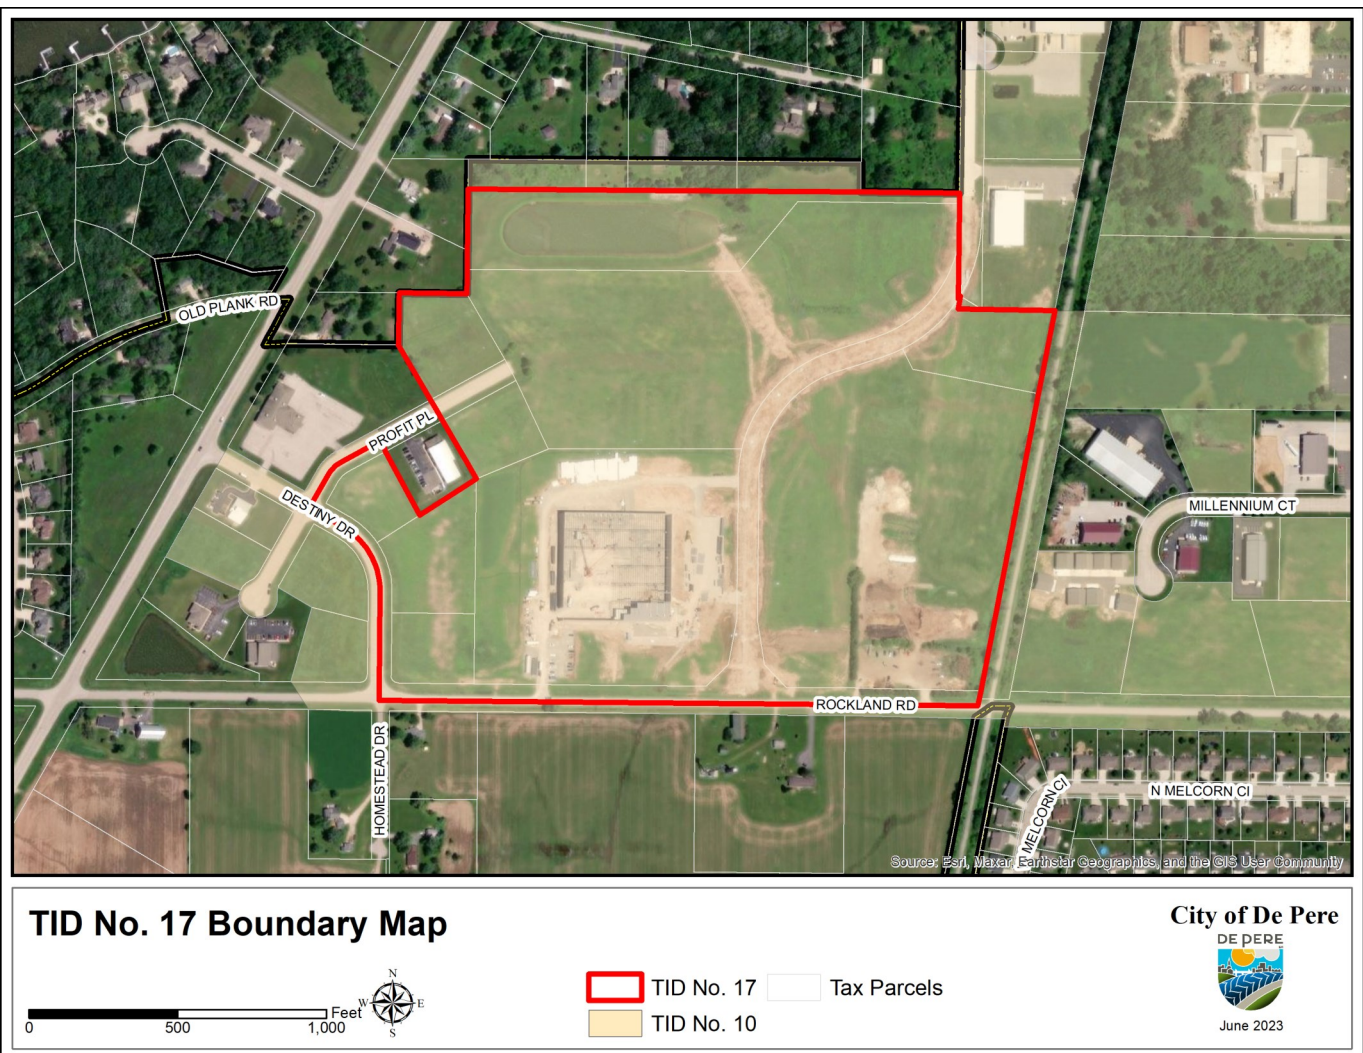 OLD PLANK RD
PROFIT PL
DESTINY DR
MILLENNIUM CT
ROCKLAND RD
HOMESTEAD DR
N MELCORN CI
N MELCORN CI
Source: Esri, Maxar, Earthstar Geographics, and the GIS User Community
TID No. 17 Boundary Map
0 500 1,000 Feet
N
W E
S
TID No. 17
Tax Parcels
TID No. 10
City of De Pere
DE PERE
June 2023